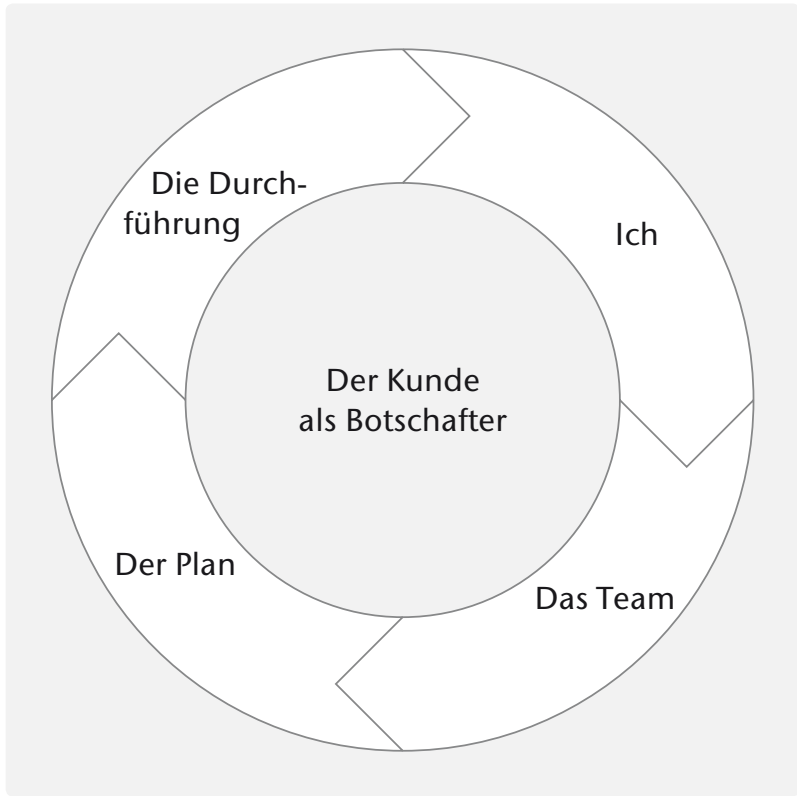 Die Durch-
führung
Ich
Der Kunde
als Botschafter
Der Plan
Das Team